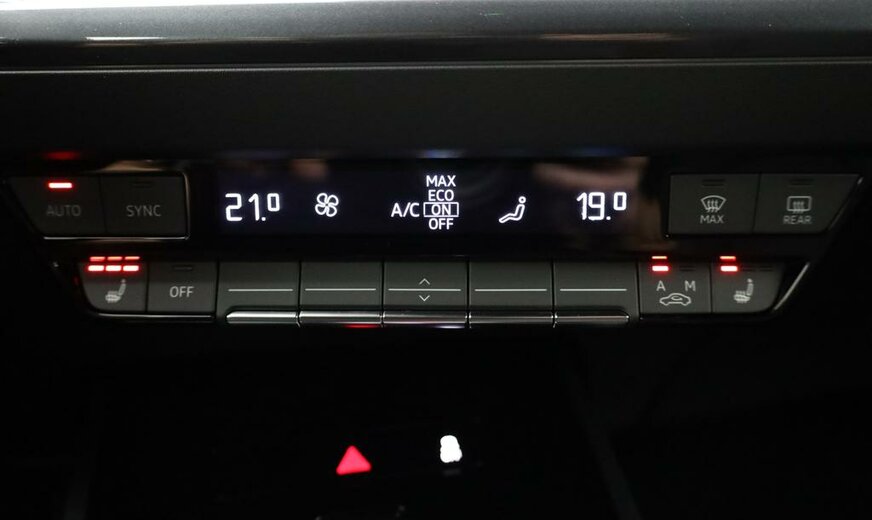 AUTO
SYNC
21.0
A/C
MAX
ECO
ON
OFF
19.0
MAX
REAR
OFF
A M